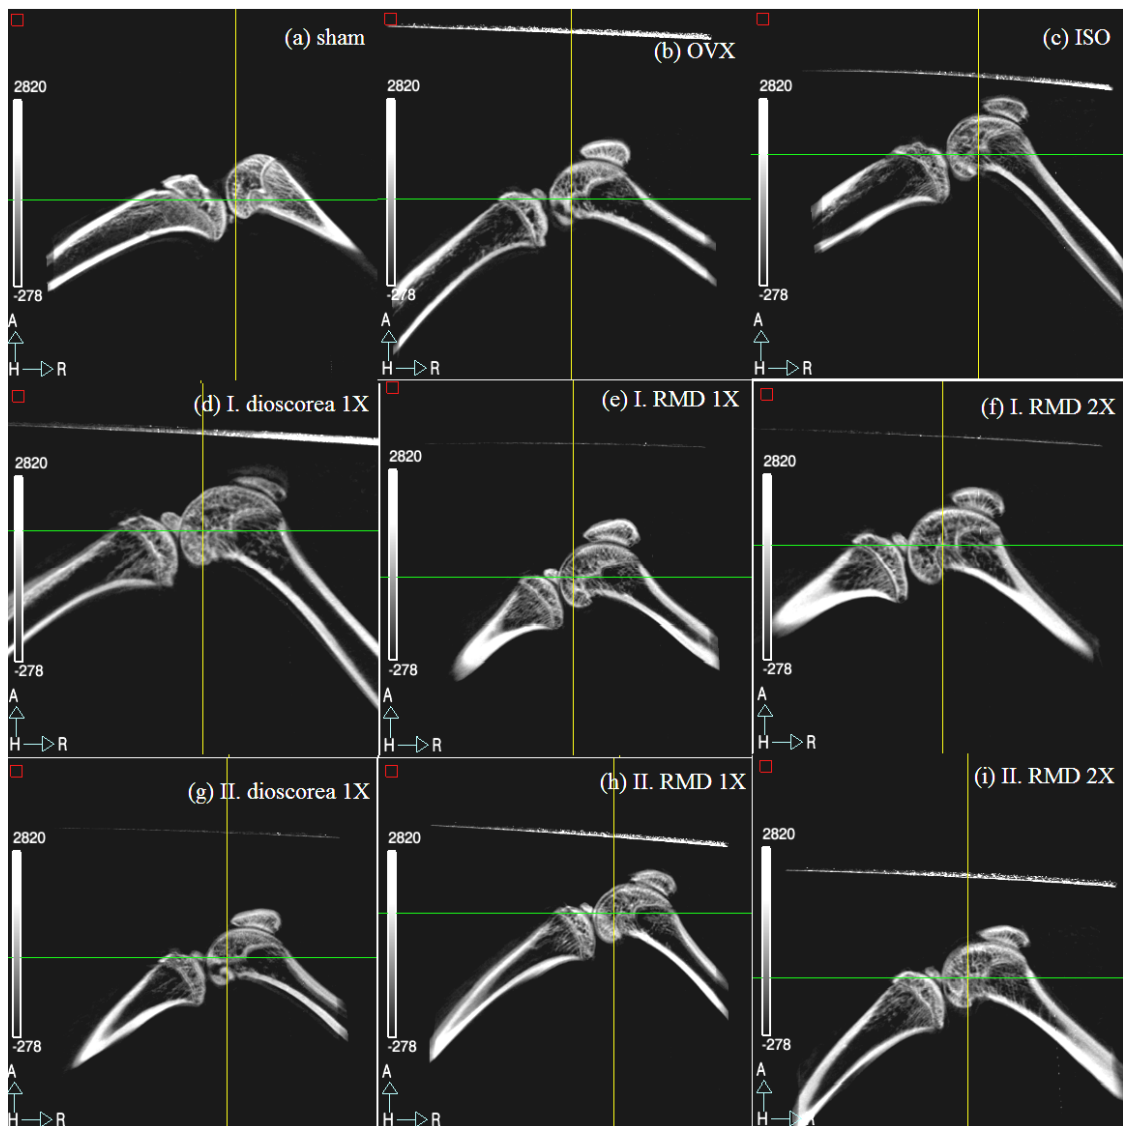 (a) sham
2820
-278
A
H R
(b) OVX
2820
-278
A
H R
(c) ISO
2820
-278
A
H R
(d) I. dioscorea 1X
2820
-278
A
H R
(e) I. RMD 1X
2820
-278
A
H R
(f) I. RMD 2X
2820
-278
A
H R
(g) II. dioscorea 1X
2820
-278
A
H R
(h) II. RMD 1X
2820
-278
A
H R
(i) II. RMD 2X
2820
-278
A
H R